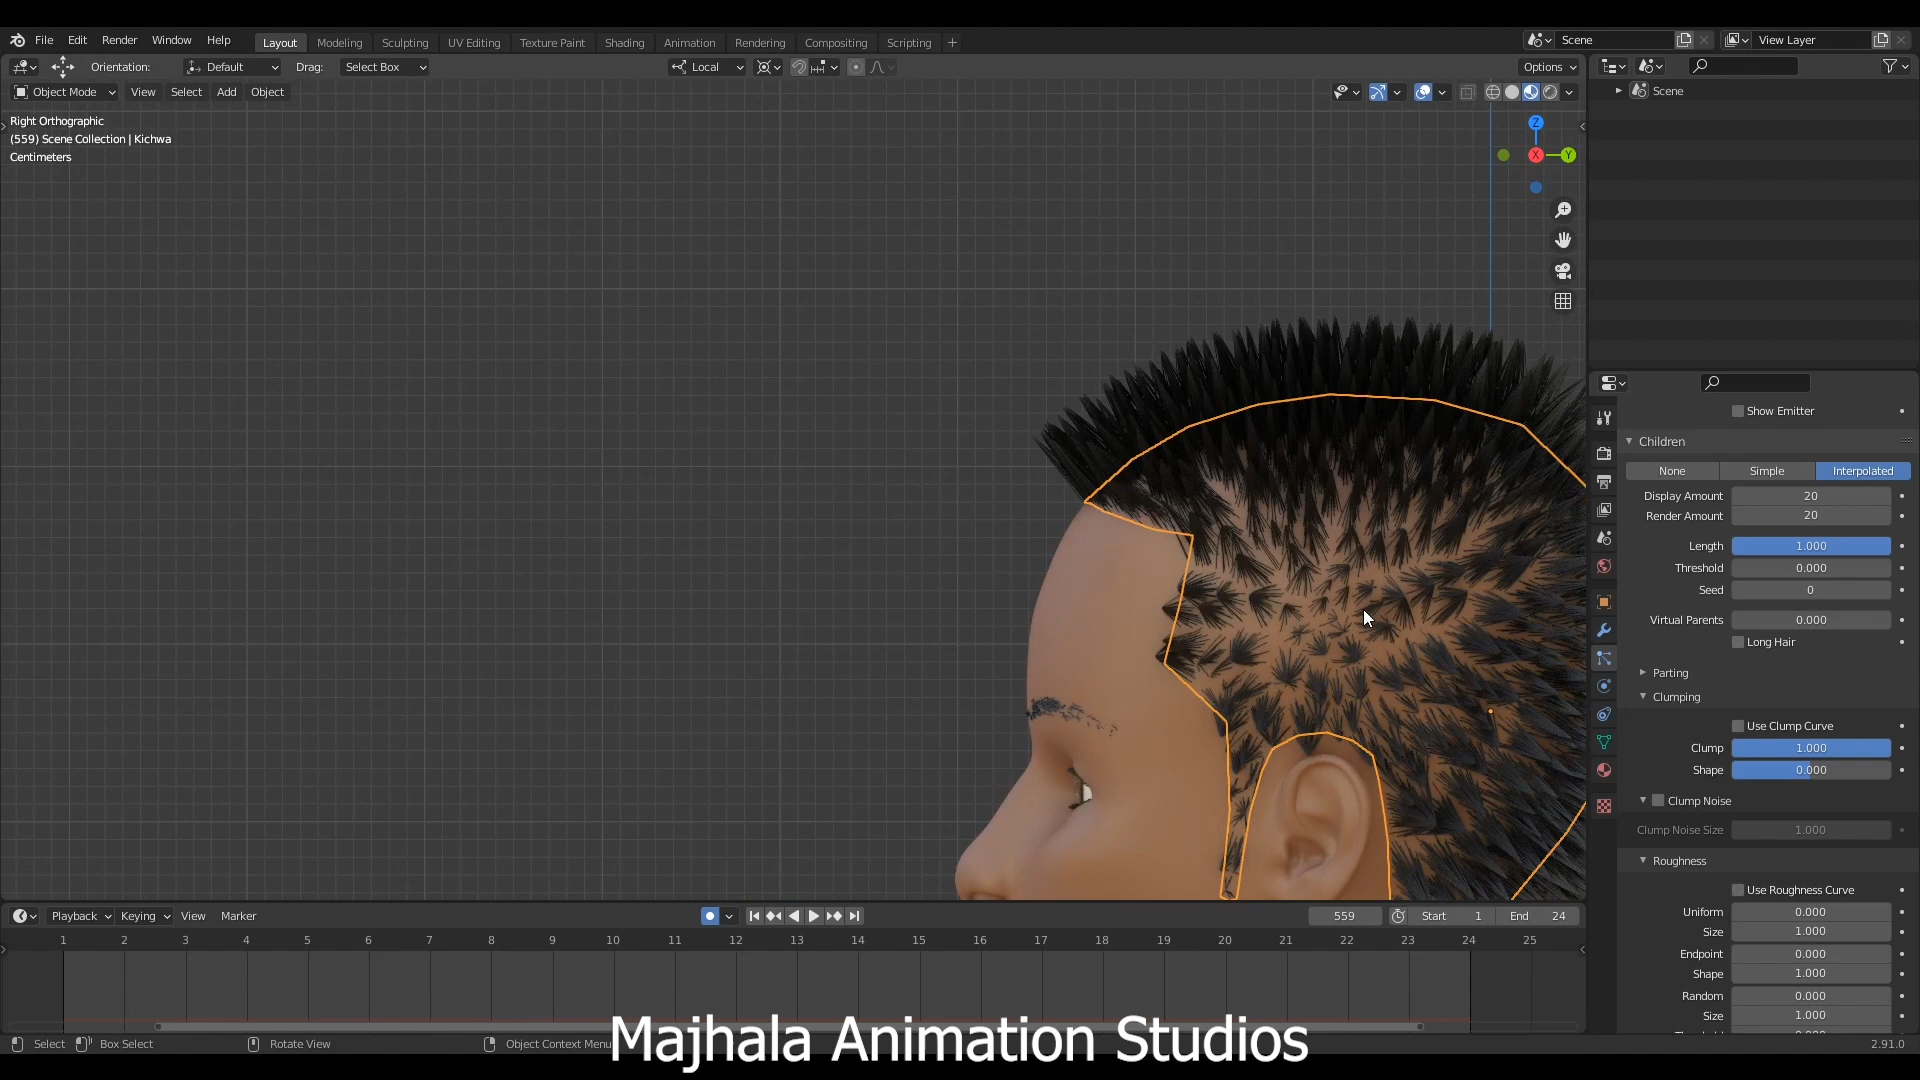 File Edit Render Window Help Layout Modeling Sculpting UV Editing Texture Paint Shading Animation Rendering Compositing Scripting + Scene View Layer
Orientation: Default Drag: Select Box Local Options
Object Mode View Select Add Object
Scene
Right Orthographic
(559) Scene Collection | Kichwa
Centimeters
Z
X
Y
Show Emitter
Children
None Simple Interpolated
Display Amount 20
Render Amount 20
Length 1.000
Threshold 0.000
Seed 0
Virtual Parents 0.000
Long Hair
Parting
Clumping
Use Clump Curve
Clump 1.000
Shape 0.000
Clump Noise
Clump Noise Size 1.000
Roughness
Use Roughness Curve
Uniform 0.000
Size 1.000
Endpoint 0.000
Shape 1.000
Random 0.000
Size 1.000
Playback Keying View Marker 559 Start 1 End 24
1 2 3 4 5 6 7 8 9 10 11 12 13 14 15 16 17 18 19 20 21 22 23 24 25
Select Box Select Rotate View Object Context Menu 2.91.0
Majhala Animation Studios